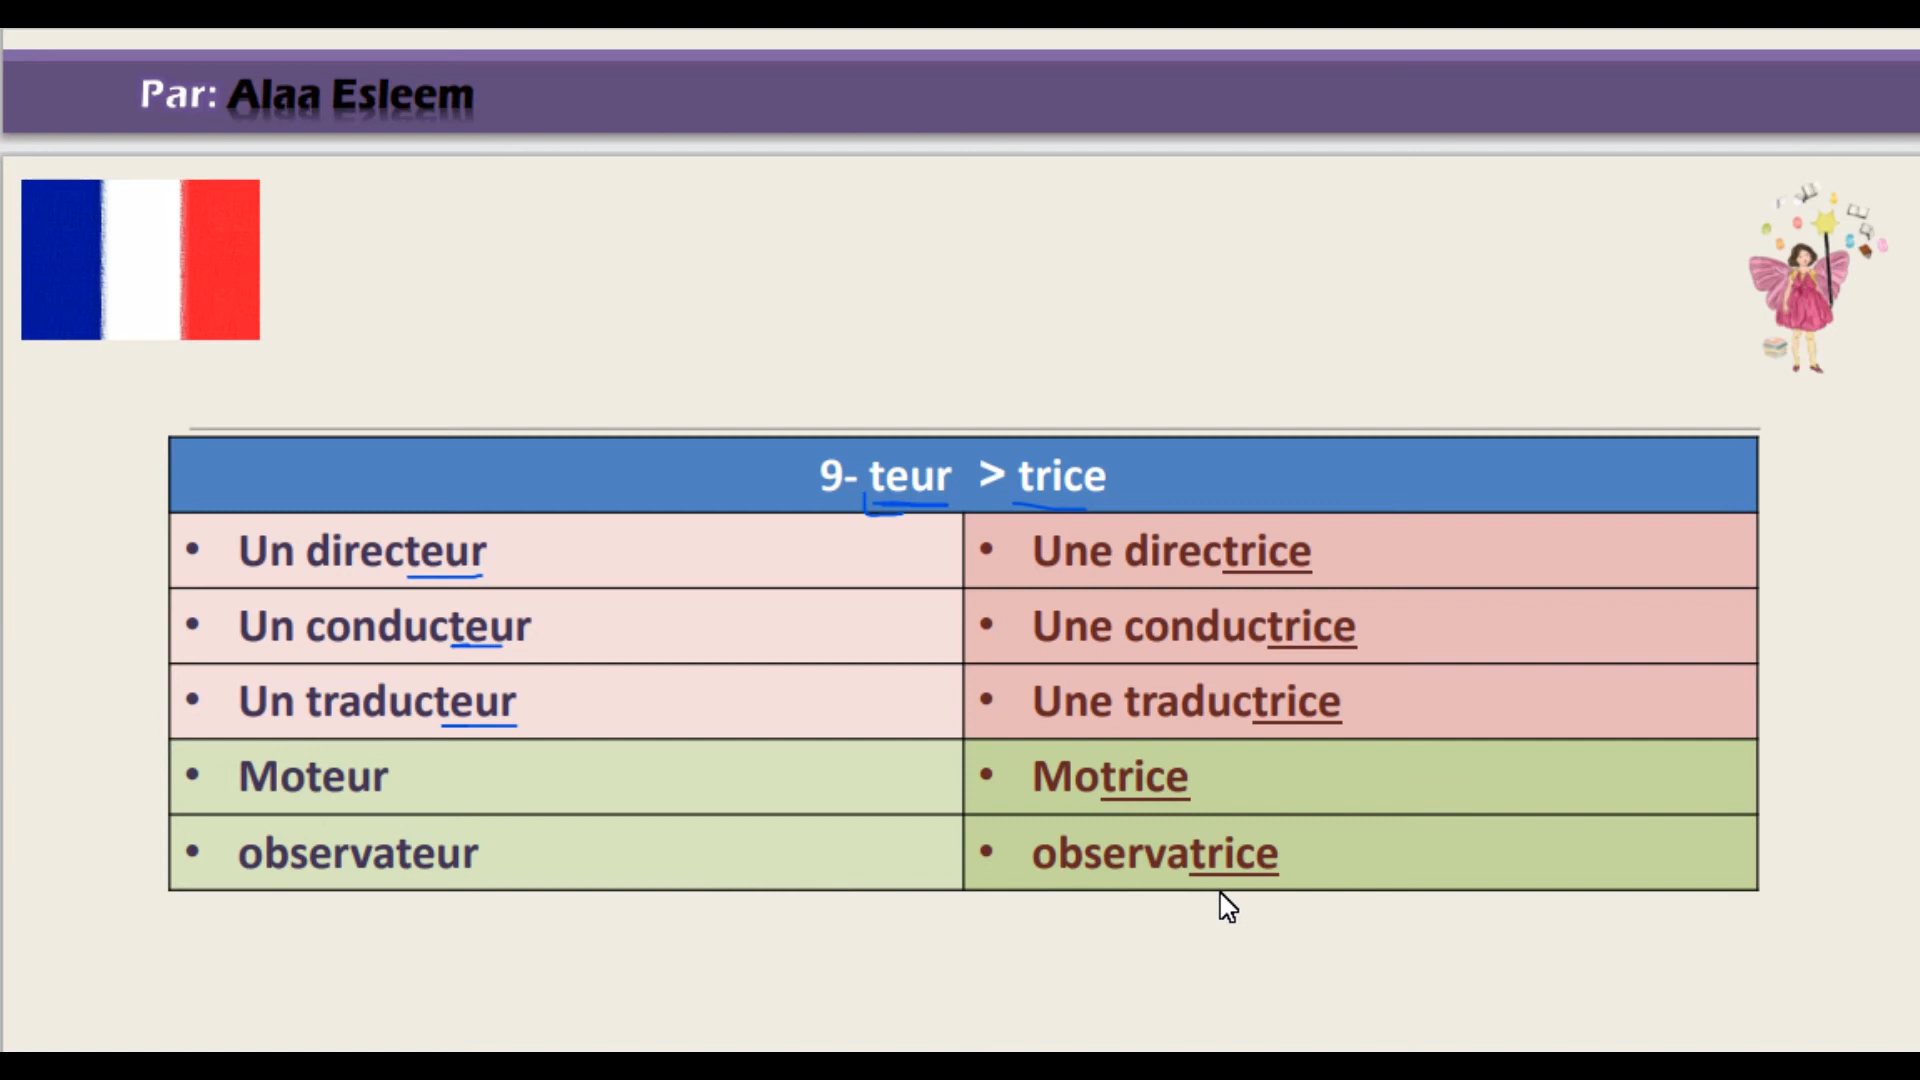 Par: Alaa Esleem
9- teur > trice
• Un directeur
• Une directrice
• Un conducteur
• Une conductrice
• Un traducteur
• Une traductrice
• Moteur
• Motrice
• observateur
• observatrice